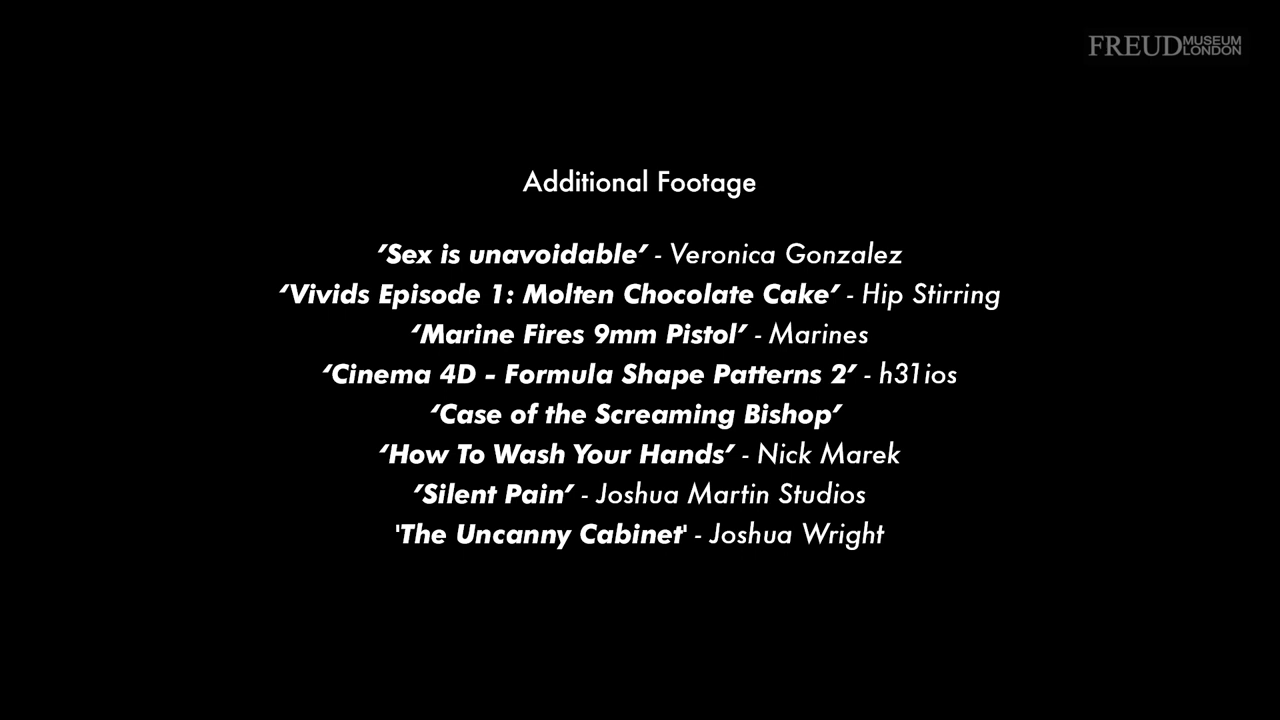 FREUD MUSEUM LONDON
Additional Footage
‘Sex is unavoidable’ - Veronica Gonzalez
‘Vivids Episode 1: Molten Chocolate Cake’ - Hip Stirring
‘Marine Fires 9mm Pistol’ - Marines
‘Cinema 4D - Formula Shape Patterns 2’ - h31ios
‘Case of the Screaming Bishop’
‘How To Wash Your Hands’ - Nick Marek
‘Silent Pain’ - Joshua Martin Studios
'The Uncanny Cabinet' - Joshua Wright